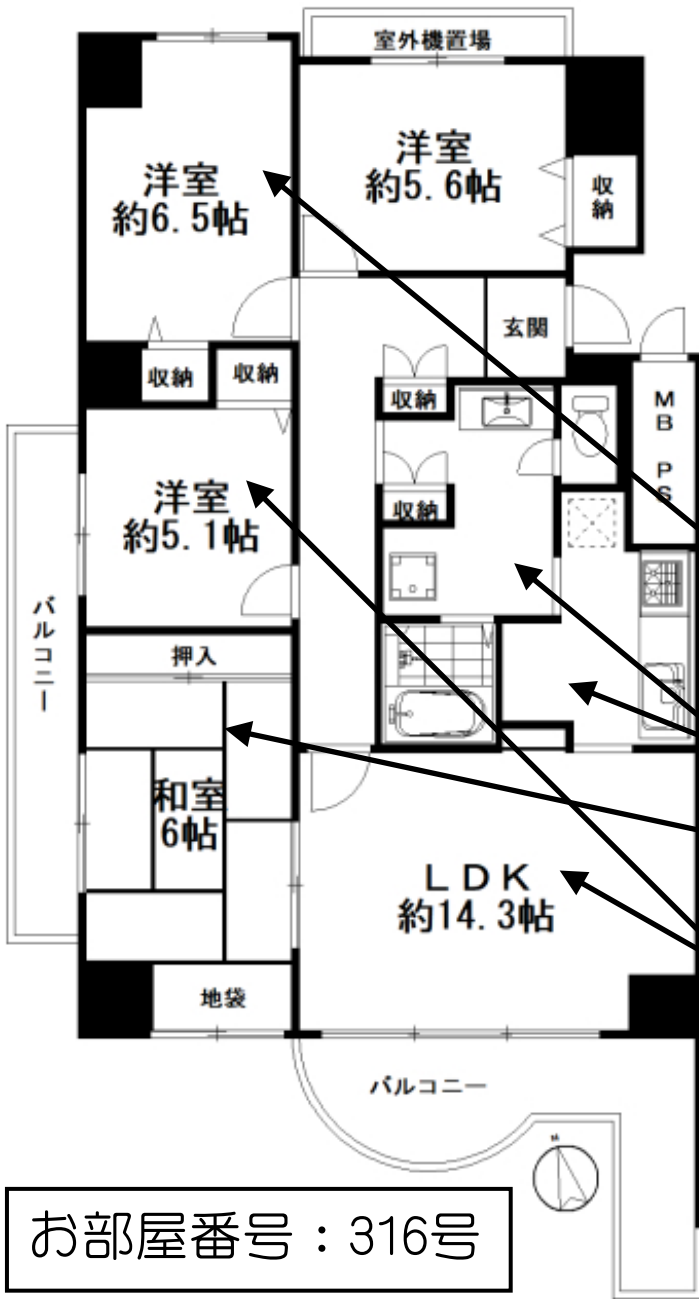 室外機置場
洋室
約6.5帖
洋室
約5.6帖
収納
玄関
収納
収納
収納
MB PS
洋室
約5.1帖
収納
バルコニー
押入
和室
6帖
LDK
約14.3帖
地袋
バルコニー
N
お部屋番号：316号